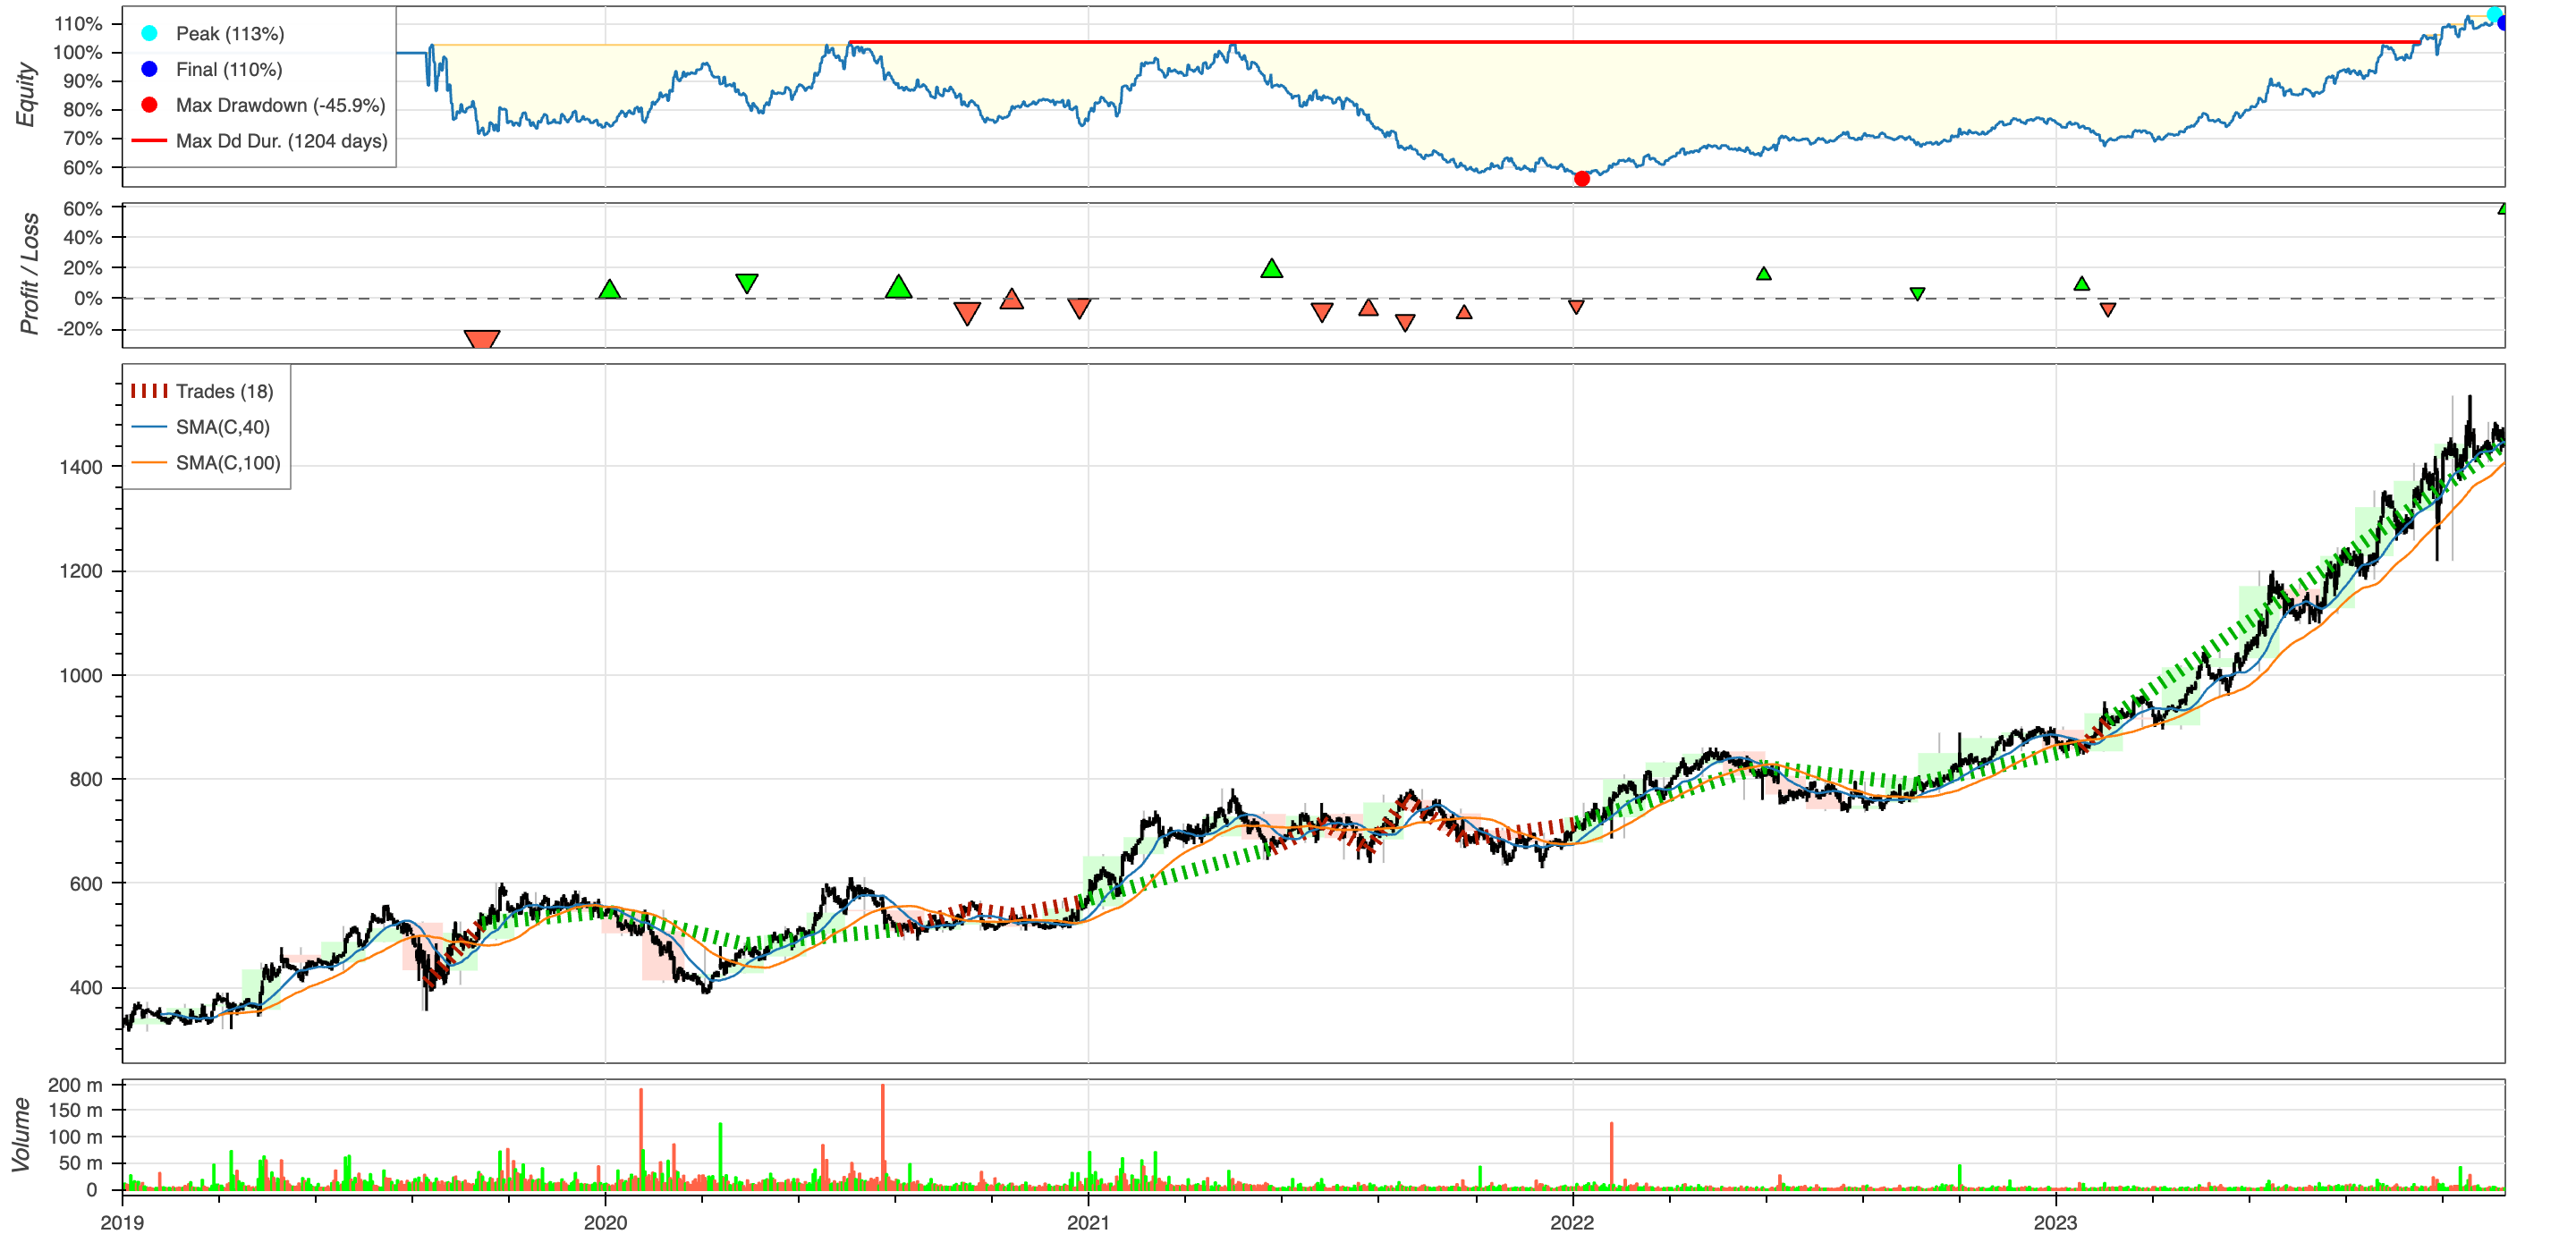 Equity
110%
100%
90%
80%
70%
60%
Peak (113%)
Final (110%)
Max Drawdown (-45.9%)
Max Dd Dur. (1204 days)
Profit / Loss
60%
40%
20%
0%
-20%
Trades (18)
SMA(C,40)
SMA(C,100)
1400
1200
1000
800
600
400
Volume
200 m
150 m
100 m
50 m
0
2019 2020 2021 2022 2023